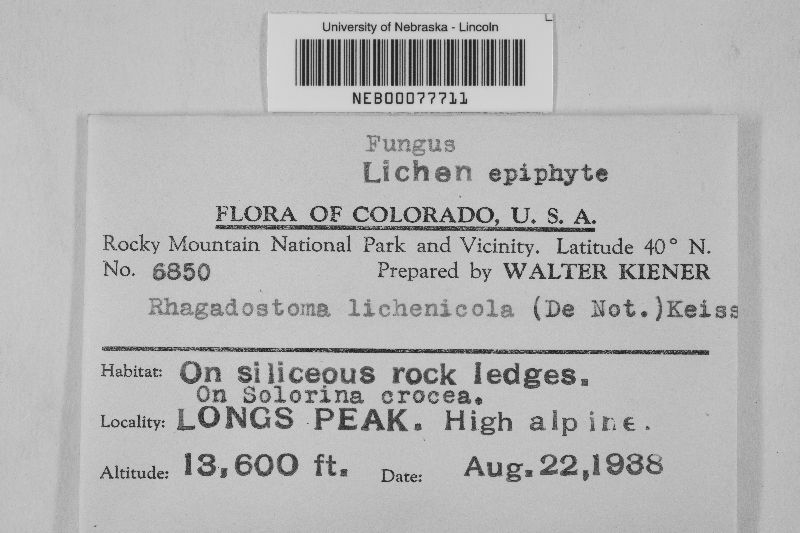 University of Nebraska - Lincoln
NEB00077711
Fungus
Lichen epiphyte
FLORA OF COLORADO, U. S. A.
Rocky Mountain National Park and Vicinity. Latitude 40° N.
No. 6850 Prepared by WALTER KIENER
Rhagadostoma lichenicola (De Not.)Keiss
Habitat: On siliceous rock ledges.
On Solorina crocea.
Locality: LONGS PEAK. High alpine.
Altitude: 13,600 ft. Date: Aug.22,1938